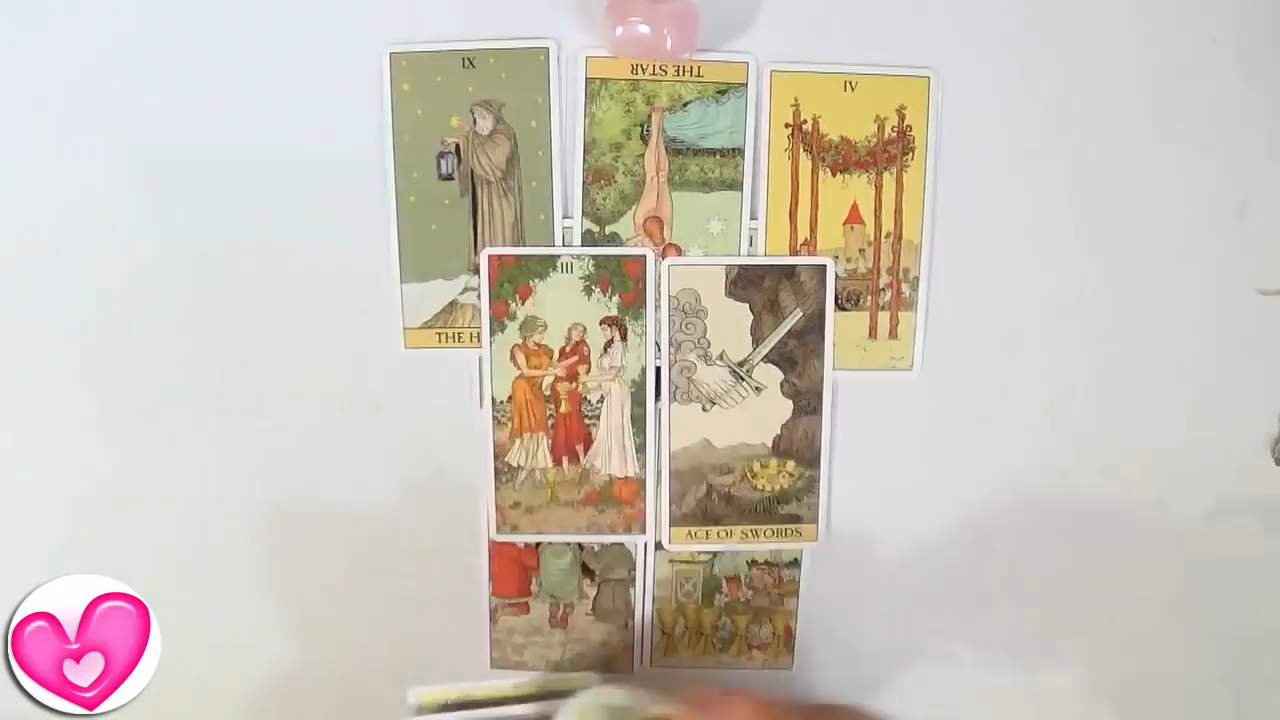 IX
THE STAR
IV
THE H
III
I
ACE OF SWORDS